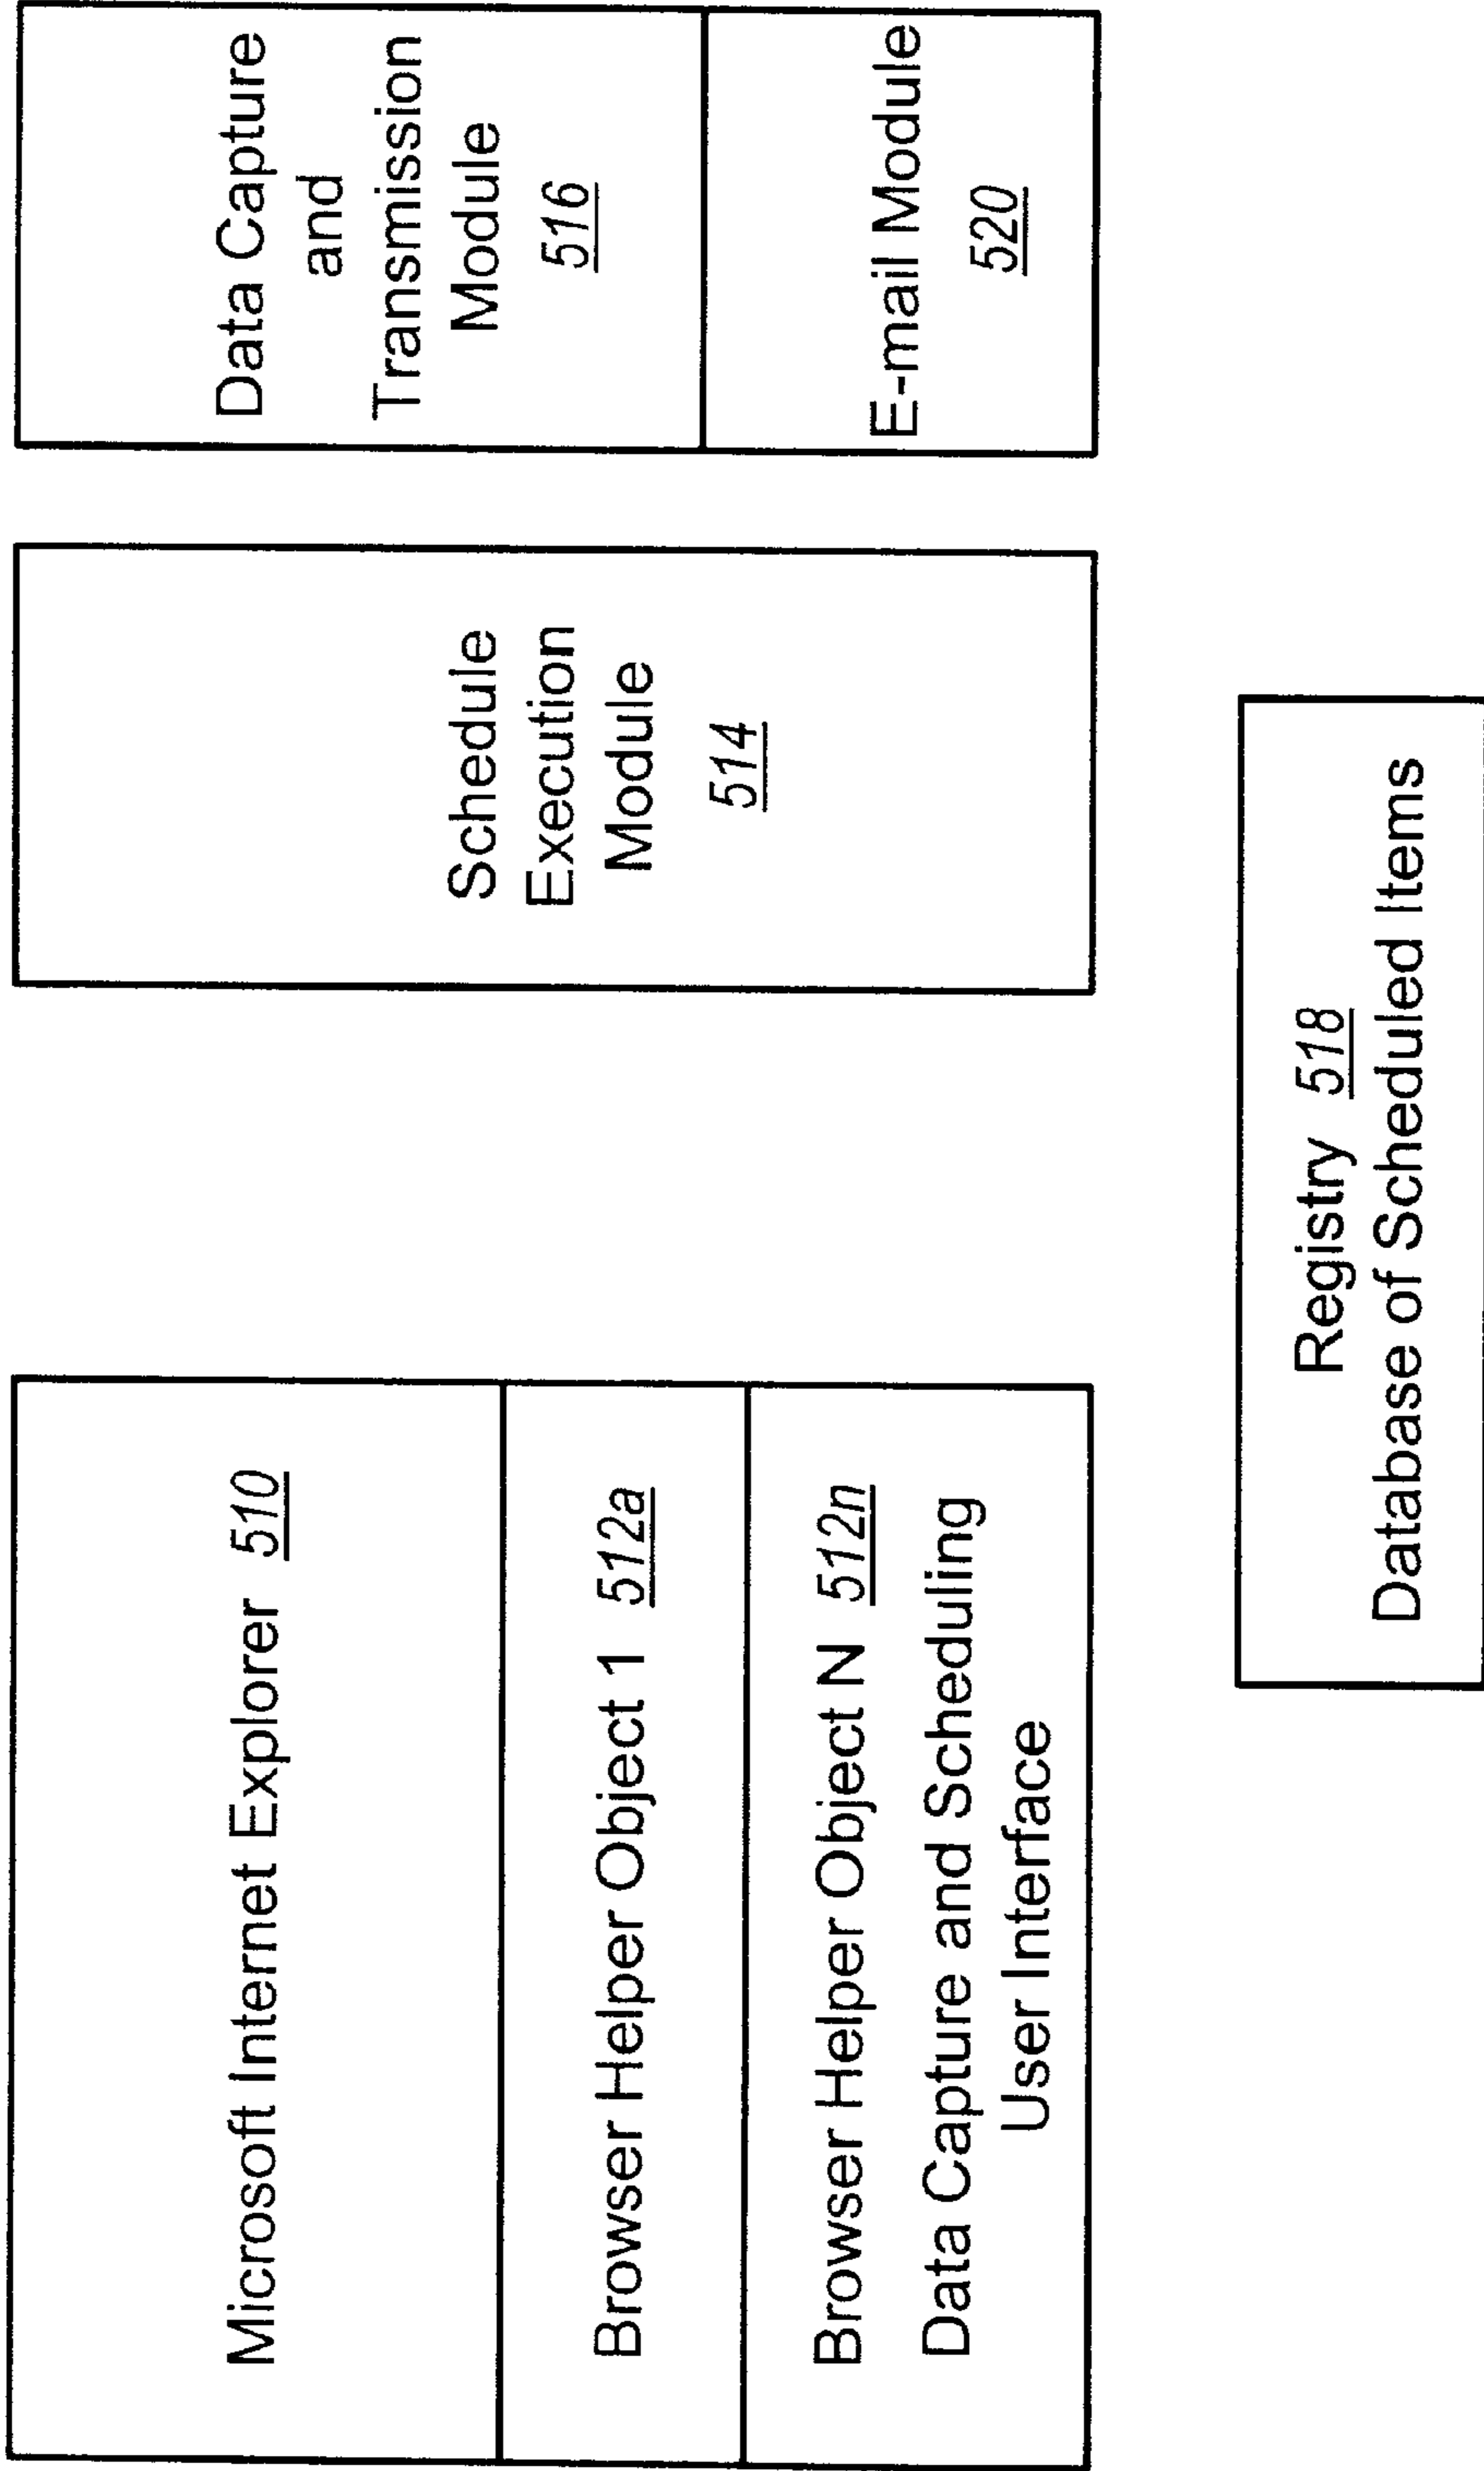 Microsoft Internet Explorer 510
Browser Helper Object 1 512a
Browser Helper Object N 512n
Data Capture and Scheduling
User Interface
Schedule
Execution
Module
514
Data Capture
and
Transmission
Module
516
E-mail Module
520
Registry 518
Database of Scheduled Items